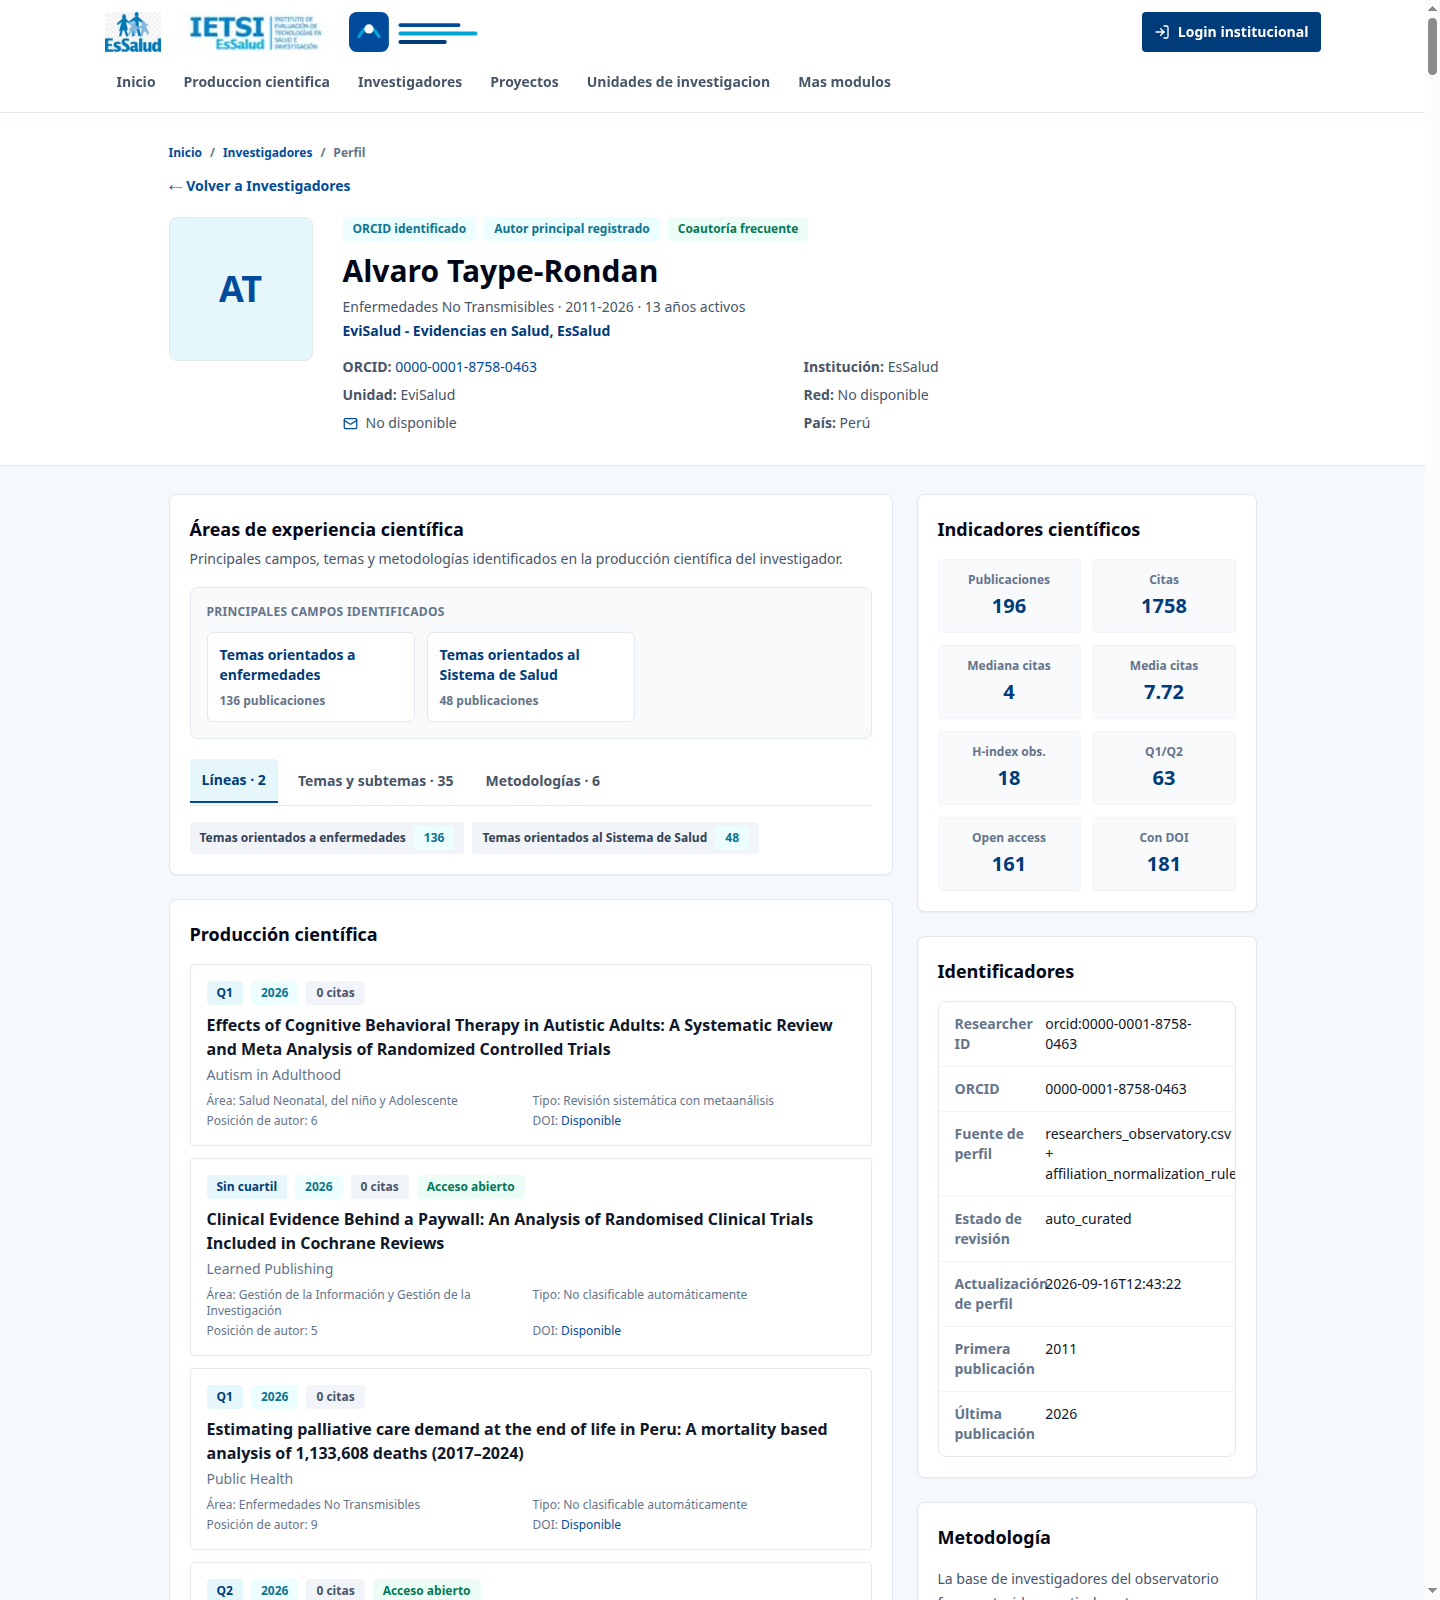 EsSalud
IETSI
EsSalud
INSTITUTO DE
EVALUACIÓN DE
TECNOLOGÍAS EN
SALUD E
INVESTIGACIÓN
Login institucional
Inicio
Produccion cientifica
Investigadores
Proyectos
Unidades de investigacion
Mas modulos
Inicio / Investigadores / Perfil
← Volver a Investigadores
AT
ORCID identificado
Autor principal registrado
Coautoría frecuente
Alvaro Taype-Rondan
Enfermedades No Transmisibles · 2011-2026 · 13 años activos
EviSalud - Evidencias en Salud, EsSalud
ORCID: 0000-0001-8758-0463
Institución: EsSalud
Unidad: EviSalud
Red: No disponible
No disponible
País: Perú
Áreas de experiencia científica
Principales campos, temas y metodologías identificados en la producción científica del investigador.
PRINCIPALES CAMPOS IDENTIFICADOS
Temas orientados a
enfermedades
136 publicaciones
Temas orientados al
Sistema de Salud
48 publicaciones
Líneas · 2
Temas y subtemas · 35
Metodologías · 6
Temas orientados a enfermedades 136
Temas orientados al Sistema de Salud 48
Producción científica
Q1 2026 0 citas
Effects of Cognitive Behavioral Therapy in Autistic Adults: A Systematic Review
and Meta Analysis of Randomized Controlled Trials
Autism in Adulthood
Área: Salud Neonatal, del niño y Adolescente
Tipo: Revisión sistemática con metaanálisis
Posición de autor: 6
DOI: Disponible
Sin cuartil 2026 0 citas Acceso abierto
Clinical Evidence Behind a Paywall: An Analysis of Randomised Clinical Trials
Included in Cochrane Reviews
Learned Publishing
Área: Gestión de la Información y Gestión de la
Investigación
Tipo: No clasificable automáticamente
Posición de autor: 5
DOI: Disponible
Q1 2026 0 citas
Estimating palliative care demand at the end of life in Peru: A mortality based
analysis of 1,133,608 deaths (2017–2024)
Public Health
Área: Enfermedades No Transmisibles
Tipo: No clasificable automáticamente
Posición de autor: 9
DOI: Disponible
Q2 2026 0 citas Acceso abierto
Indicadores científicos
Publicaciones
196
Citas
1758
Mediana citas
4
Media citas
7.72
H-index obs.
18
Q1/Q2
63
Open access
161
Con DOI
181
Identificadores
Researcher
ID
orcid:0000-0001-8758-
0463
ORCID
0000-0001-8758-0463
Fuente de
perfil
researchers_observatory.csv
+
affiliation_normalization_rule
Estado de
revisión
auto_curated
Actualización
de perfil
2026-09-16T12:43:22
Primera
publicación
2011
Última
publicación
2026
Metodología
La base de investigadores del observatorio